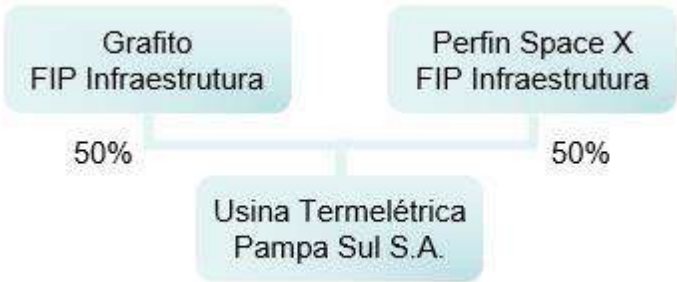 Grafito
FIP Infraestrutura
Perfin Space X
FIP Infraestrutura
50%
50%
Usina Termelétrica
Pampa Sul S.A.